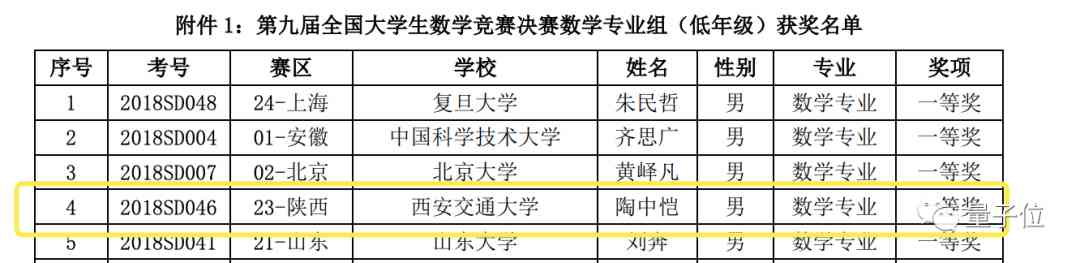 附件 1：第九届全国大学生数学竞赛决赛数学专业组（低年级）获奖名单
序号 考号 赛区 学校 姓名 性别 专业 奖项
1 2018SD048 24-上海 复旦大学 朱民哲 男 数学专业 一等奖
2 2018SD004 01-安徽 中国科学技术大学 齐思广 男 数学专业 一等奖
3 2018SD007 02-北京 北京大学 黄峄凡 男 数学专业 一等奖
4 2018SD046 23-陕西 西安交通大学 陶中恺 男 数学专业 一等奖
量子位
5 2018SD041 21-山东 山东大学 刘奔 男 数学专业 一等奖